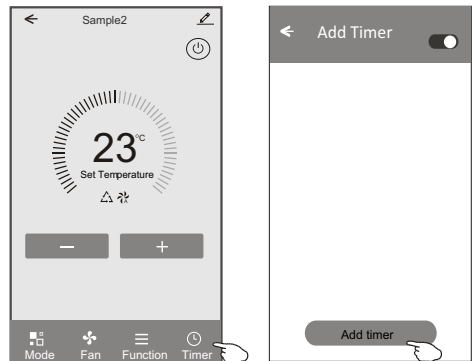 Sample2
23°C
Set Temperature
Mode Fan Function Timer
Add Timer
Add timer